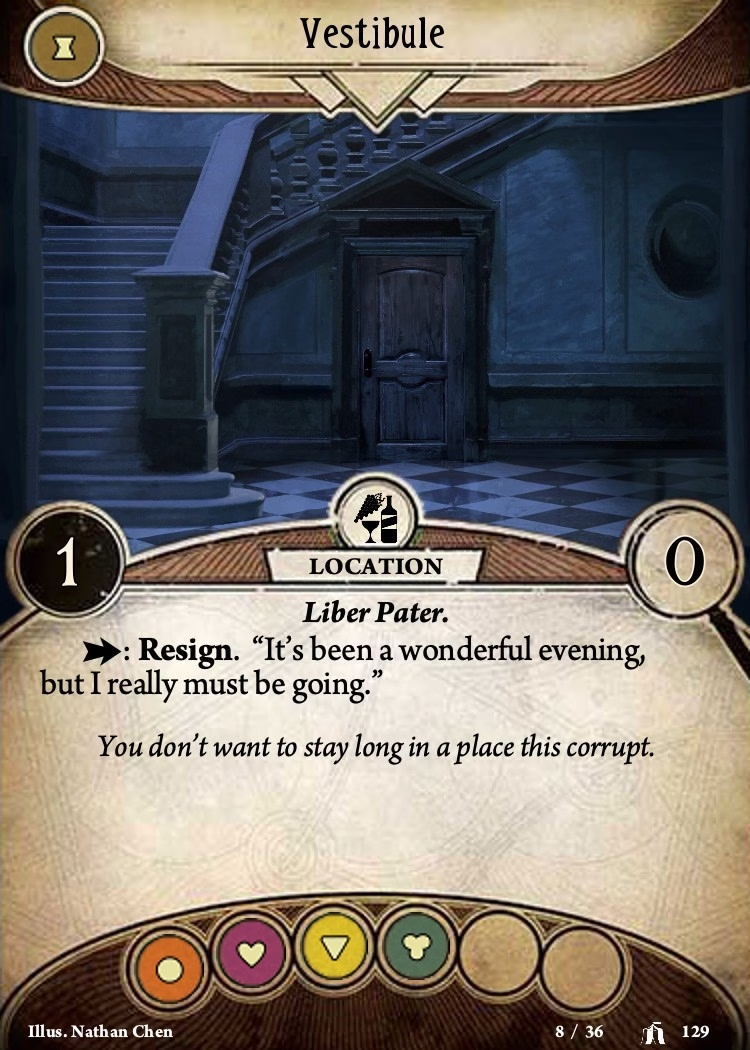 Vestibule
1
LOCATION
0
Liber Pater.
: Resign. “It’s been a wonderful evening,
but I really must be going.”
You don’t want to stay long in a place this corrupt.
Illus. Nathan Chen
8 / 36
129